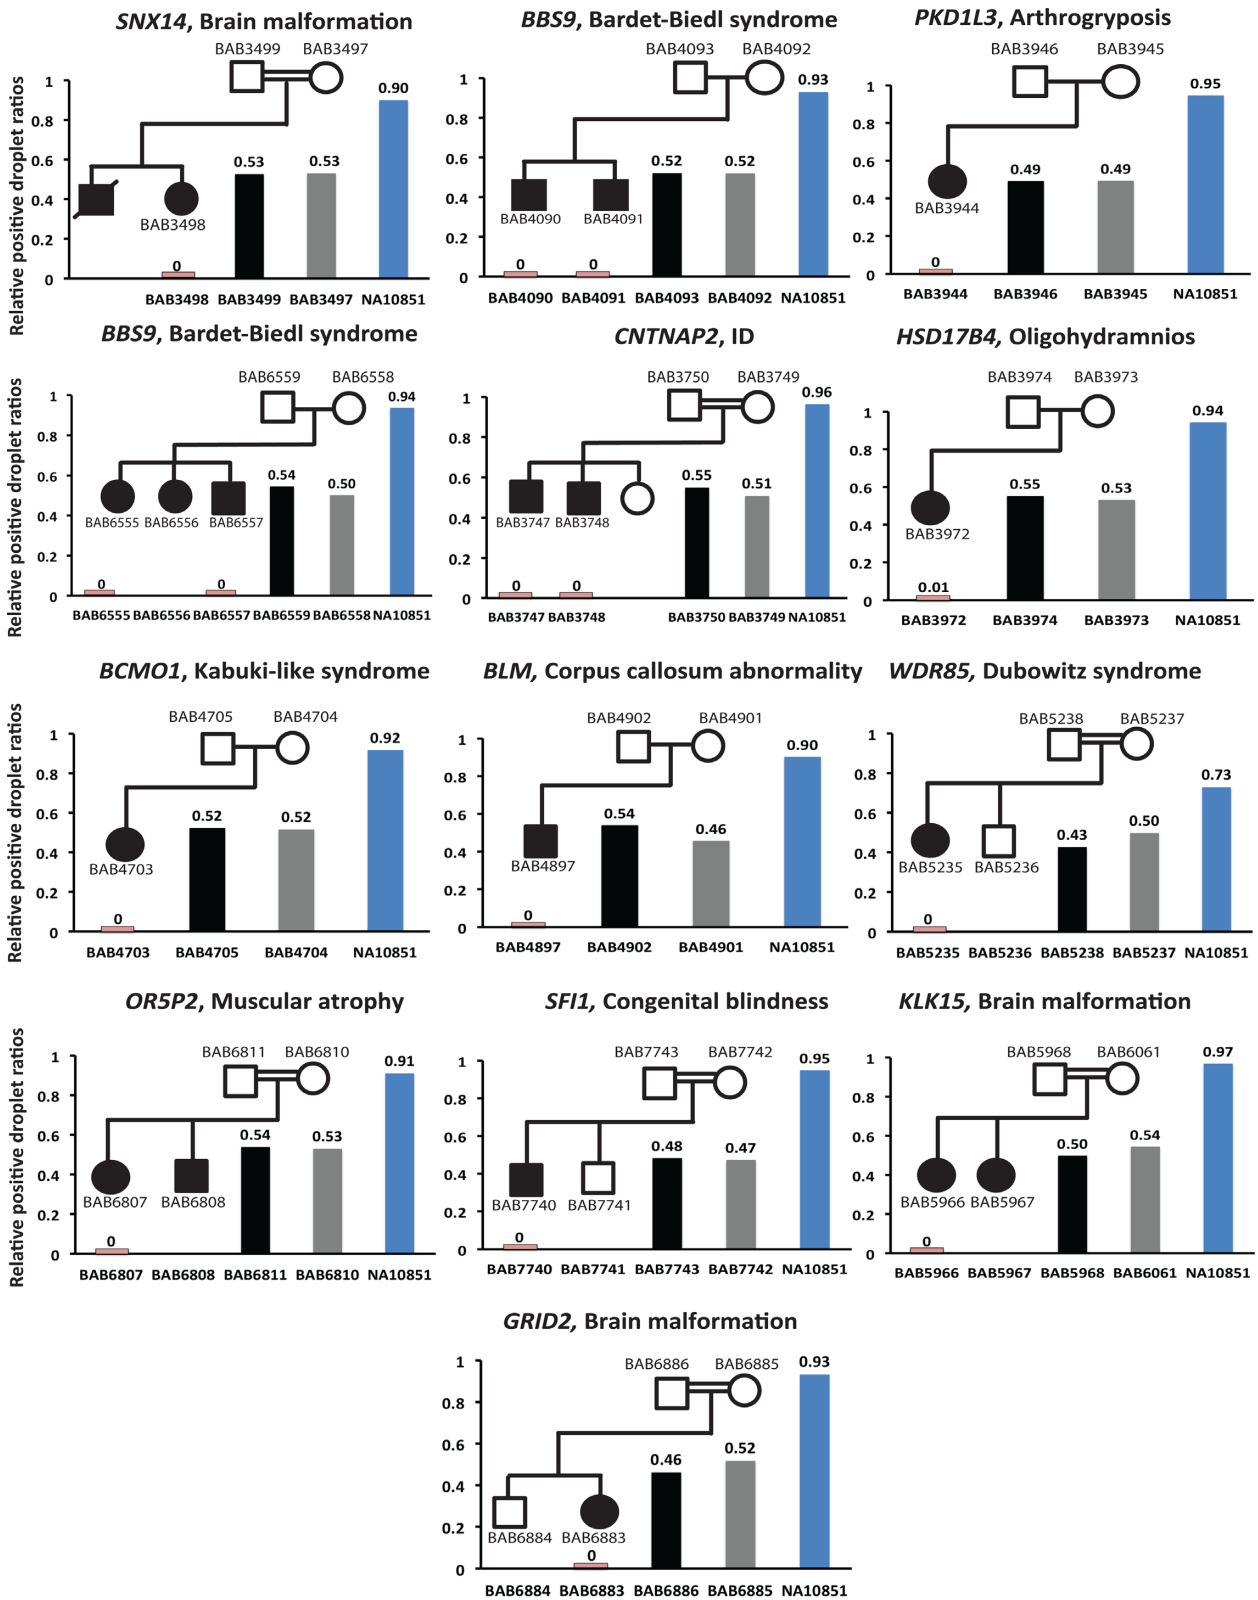 SNX14, Brain malformation
BAB3499 BAB3497
Relative positive droplet ratios
1
0.8
0.6
0.4
0.2
0
0.90
0.53
0.53
BAB3498
0
BAB3498 BAB3499 BAB3497 NA10851
BBS9, Bardet-Biedl syndrome
BAB4093 BAB4092
1
0.8
0.6
0.4
0.2
0
0.93
0.52
0.52
BAB4090 BAB4091
0
0
BAB4090 BAB4091 BAB4093 BAB4092 NA10851
PKD1L3, Arthrogryposis
BAB3946 BAB3945
1
0.8
0.6
0.4
0.2
0
0.95
0.49
0.49
BAB3944
0
BAB3944 BAB3946 BAB3945 NA10851
BBS9, Bardet-Biedl syndrome
BAB6559 BAB6558
Relative positive droplet ratios
1
0.8
0.6
0.4
0.2
0
0.94
0.54
0.50
BAB6555 BAB6556 BAB6557
0
0
BAB6555 BAB6556 BAB6557 BAB6559 BAB6558 NA10851
CNTNAP2, ID
BAB3750 BAB3749
1
0.8
0.6
0.4
0.2
0
0.96
0.55
0.51
BAB3747 BAB3748
0
0
BAB3747 BAB3748 BAB3750 BAB3749 NA10851
HSD17B4, Oligohydramnios
BAB3974 BAB3973
1
0.8
0.6
0.4
0.2
0
0.94
0.55
0.53
BAB3972
0.01
BAB3972 BAB3974 BAB3973 NA10851
BCMO1, Kabuki-like syndrome
BAB4705 BAB4704
Relative positive droplet ratios
1
0.8
0.6
0.4
0.2
0
0.92
0.52
0.52
BAB4703
0
BAB4703 BAB4705 BAB4704 NA10851
BLM, Corpus callosum abnormality
BAB4902 BAB4901
1
0.8
0.6
0.4
0.2
0
0.90
0.54
0.46
BAB4897
0
BAB4897 BAB4902 BAB4901 NA10851
WDR85, Dubowitz syndrome
BAB5238 BAB5237
1
0.8
0.6
0.4
0.2
0
0.73
0.43
0.50
BAB5235 BAB5236
0
BAB5235 BAB5236 BAB5238 BAB5237 NA10851
OR5P2, Muscular atrophy
BAB6811 BAB6810
Relative positive droplet ratios
1
0.8
0.6
0.4
0.2
0
0.91
0.54
0.53
BAB6807 BAB6808
0
BAB6807 BAB6808 BAB6811 BAB6810 NA10851
SFI1, Congenital blindness
BAB7743 BAB7742
1
0.8
0.6
0.4
0.2
0
0.95
0.48
0.47
BAB7740 BAB7741
0
BAB7740 BAB7741 BAB7743 BAB7742 NA10851
KLK15, Brain malformation
BAB5968 BAB6061
1
0.8
0.6
0.4
0.2
0
0.97
0.50
0.54
BAB5966 BAB5967
0
BAB5966 BAB5967 BAB5968 BAB6061 NA10851
GRID2, Brain malformation
BAB6886 BAB6885
1
0.8
0.6
0.4
0.2
0
0.93
0.46
0.52
BAB6884 BAB6883
0
BAB6884 BAB6883 BAB6886 BAB6885 NA10851